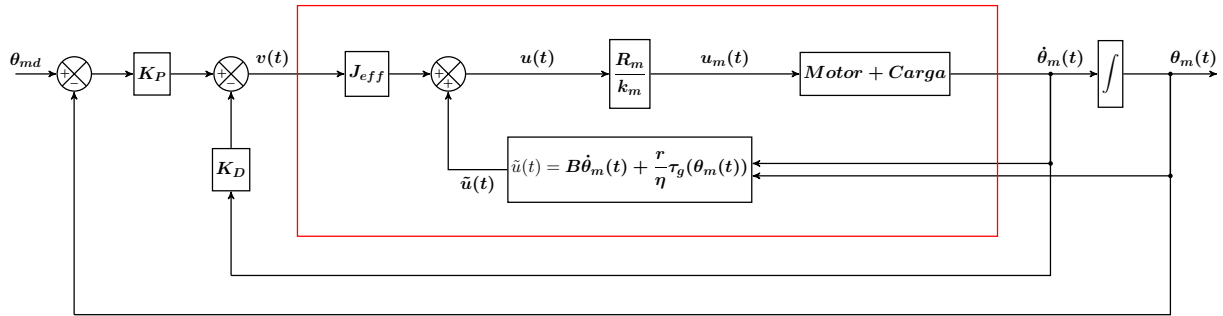 θ_md
+
−
K_P
+
−
v(t)
J_eff
+
+
u(t)
R_m
k_m
u_m(t)
Motor + Carga
θ̇_m(t)
∫
θ_m(t)
K_D
ũ(t)
ũ(t) = Bθ̇_m(t) + r/η τ_g(θ_m(t))